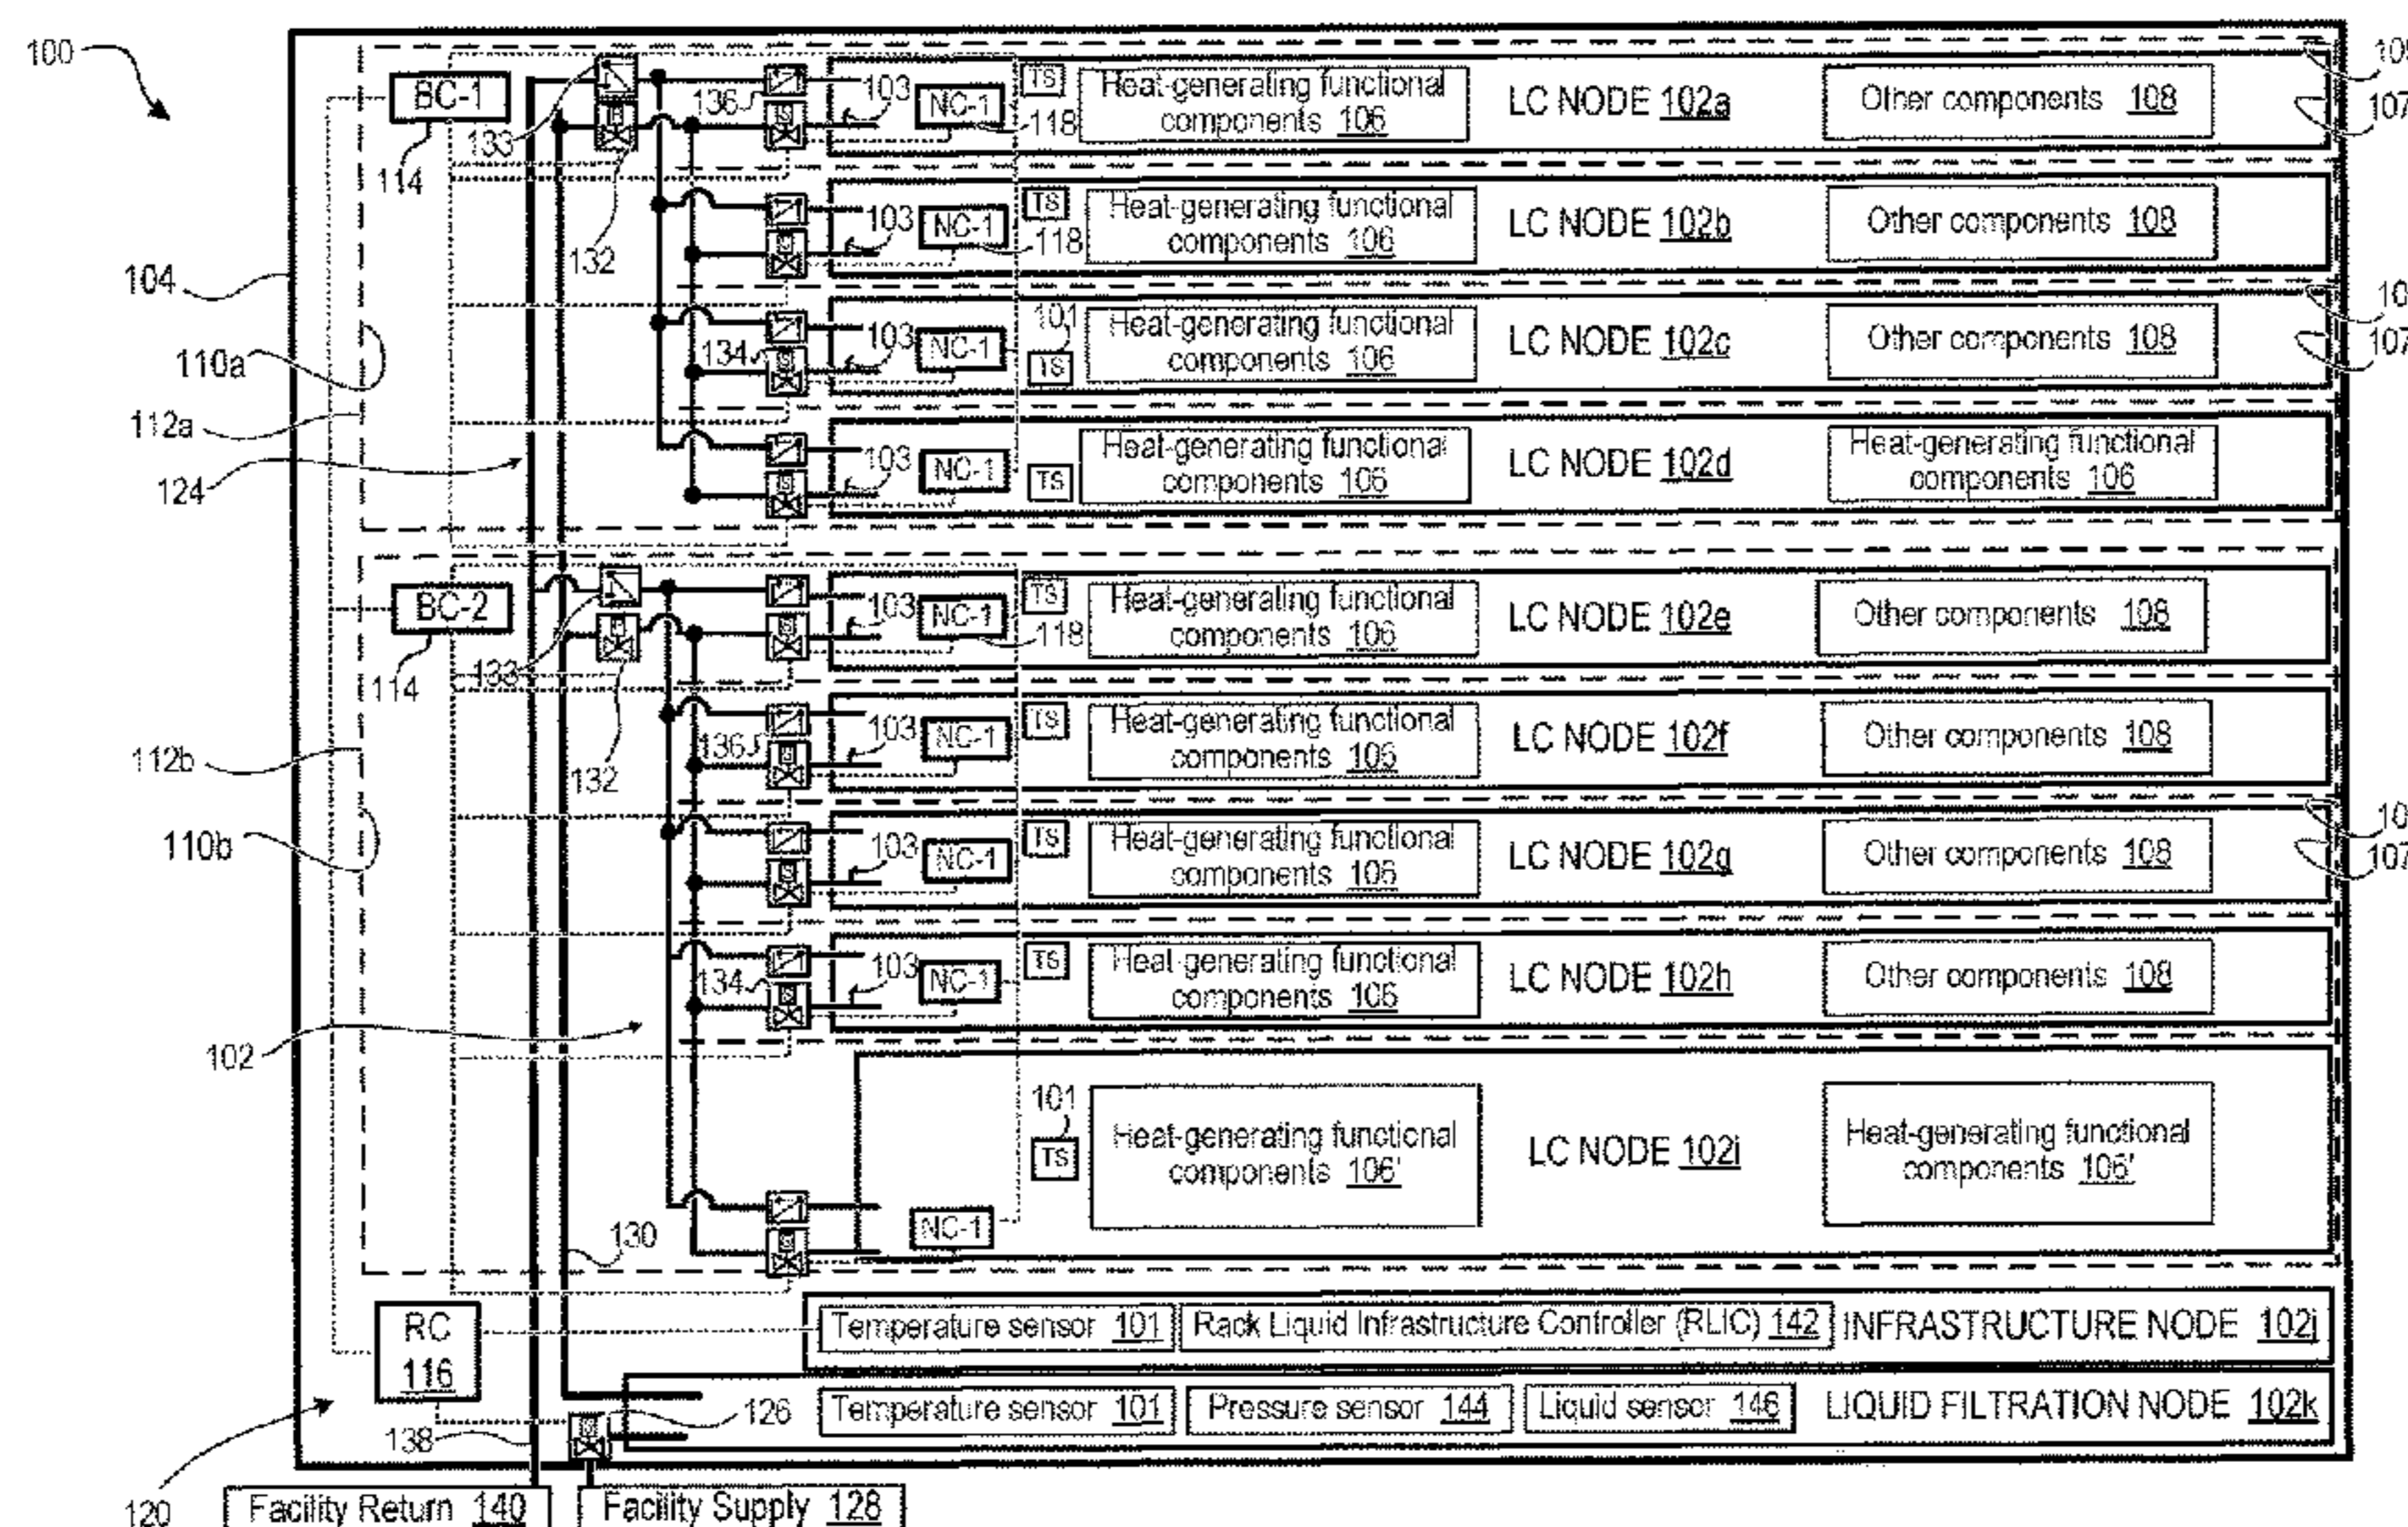 100
BC-1
133
136
103
NC-1
118
TS
Heat-generating functional
components 106
LC NODE 102a
Other components 108
107
114
132
103
NC-1
118
TS
Heat-generating functional
components 106
LC NODE 102b
Other components 108
104
110a
134
103
NC-1
101
TS
Heat-generating functional
components 106
LC NODE 102c
Other components 108
107
112a
124
103
NC-1
TS
Heat-generating functional
components 106
LC NODE 102d
Heat-generating functional
components 106
BC-2
133
114
132
103
NC-1
118
TS
Heat-generating functional
components 106
LC NODE 102e
Other components 108
112b
136
103
NC-1
TS
Heat-generating functional
components 106
LC NODE 102f
Other components 108
110b
103
NC-1
TS
Heat-generating functional
components 106
LC NODE 102g
Other components 108
107
102
134
103
NC-1
TS
Heat-generating functional
components 106
LC NODE 102h
Other components 108
130
NC-1
101
TS
Heat-generating functional
components 106'
LC NODE 102i
Heat-generating functional
components 106'
RC
116
Temperature sensor 101
Rack Liquid Infrastructure Controller (RLIC) 142
INFRASTRUCTURE NODE 102j
138
126
Temperature sensor 101
Pressure sensor 144
Liquid sensor 146
LIQUID FILTRATION NODE 102k
120
Facility Return 140
Facility Supply 128